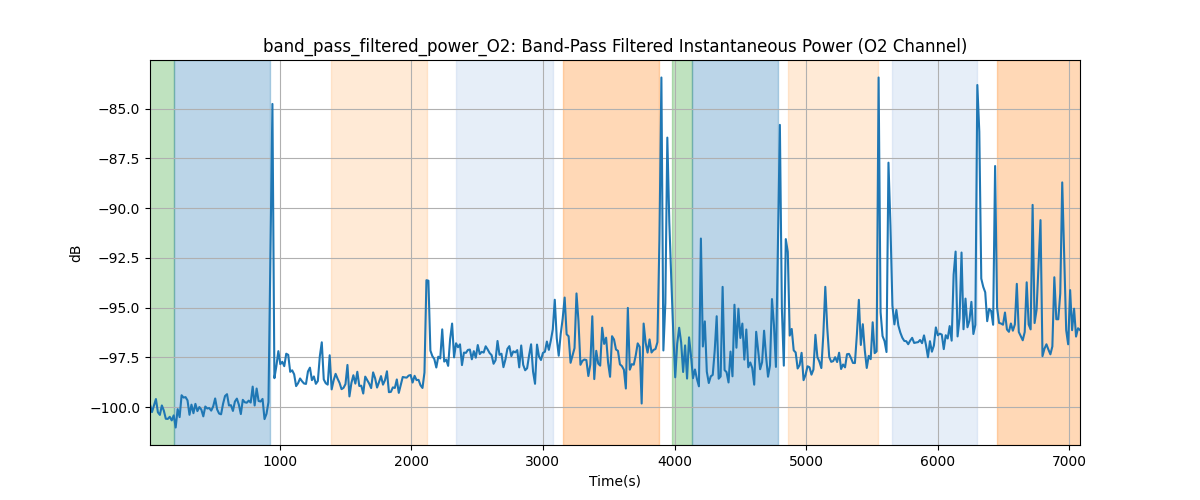 band_pass_filtered_power_O2: Band-Pass Filtered Instantaneous Power (O2 Channel)
−85.0
−87.5
−90.0
−92.5
−95.0
−97.5
−100.0
dB
1000 2000 3000 4000 5000 6000 7000
Time(s)